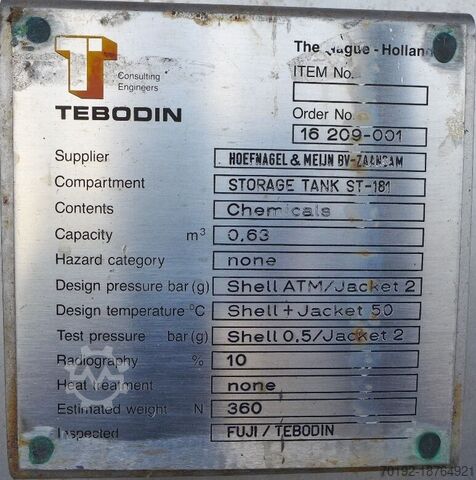 The Hague - Holland
Consulting
Engineers
TEBODIN
ITEM No.
Order No.
16 209-001
Supplier HOEFNAGEL & MEIJN BV-ZAANDAM
Compartment STORAGE TANK ST-181
Contents Chemicals
Capacity m³ 0,63
Hazard category none
Design pressure bar(g) Shell ATM/Jacket 2
Design temperature °C Shell + Jacket 50
Test pressure bar(g) Shell 0,5/Jacket 2
Radiography % 10
Heat treatment none
Estimated weight N 360
Inspected FUJI / TEBODIN
70192-18764921